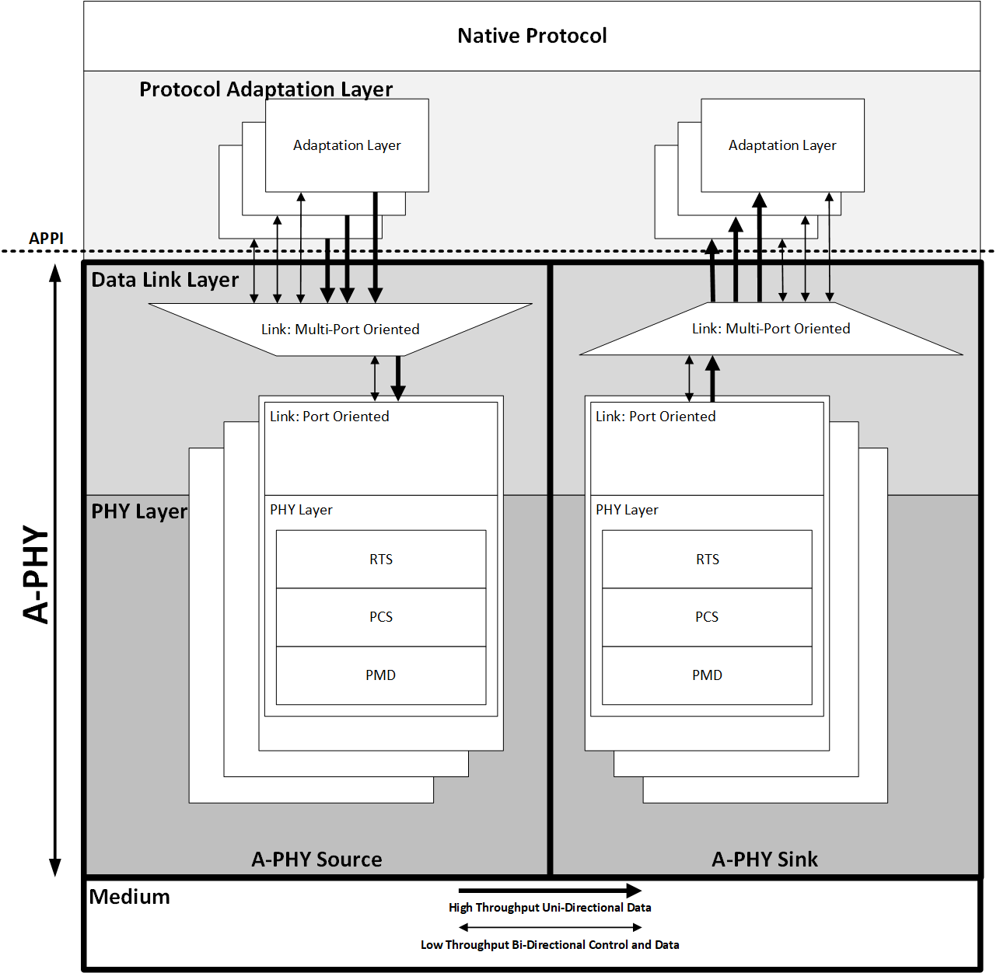 Native Protocol
Protocol Adaptation Layer
Adaptation Layer
Adaptation Layer
APPI
Data Link Layer
Link: Multi-Port Oriented
Link: Multi-Port Oriented
Link: Port Oriented
Link: Port Oriented
PHY Layer
PHY Layer
PHY Layer
A-PHY
RTS
RTS
PCS
PCS
PMD
PMD
A-PHY Source
A-PHY Sink
Medium
High Throughput Uni-Directional Data
Low Throughput Bi-Directional Control and Data